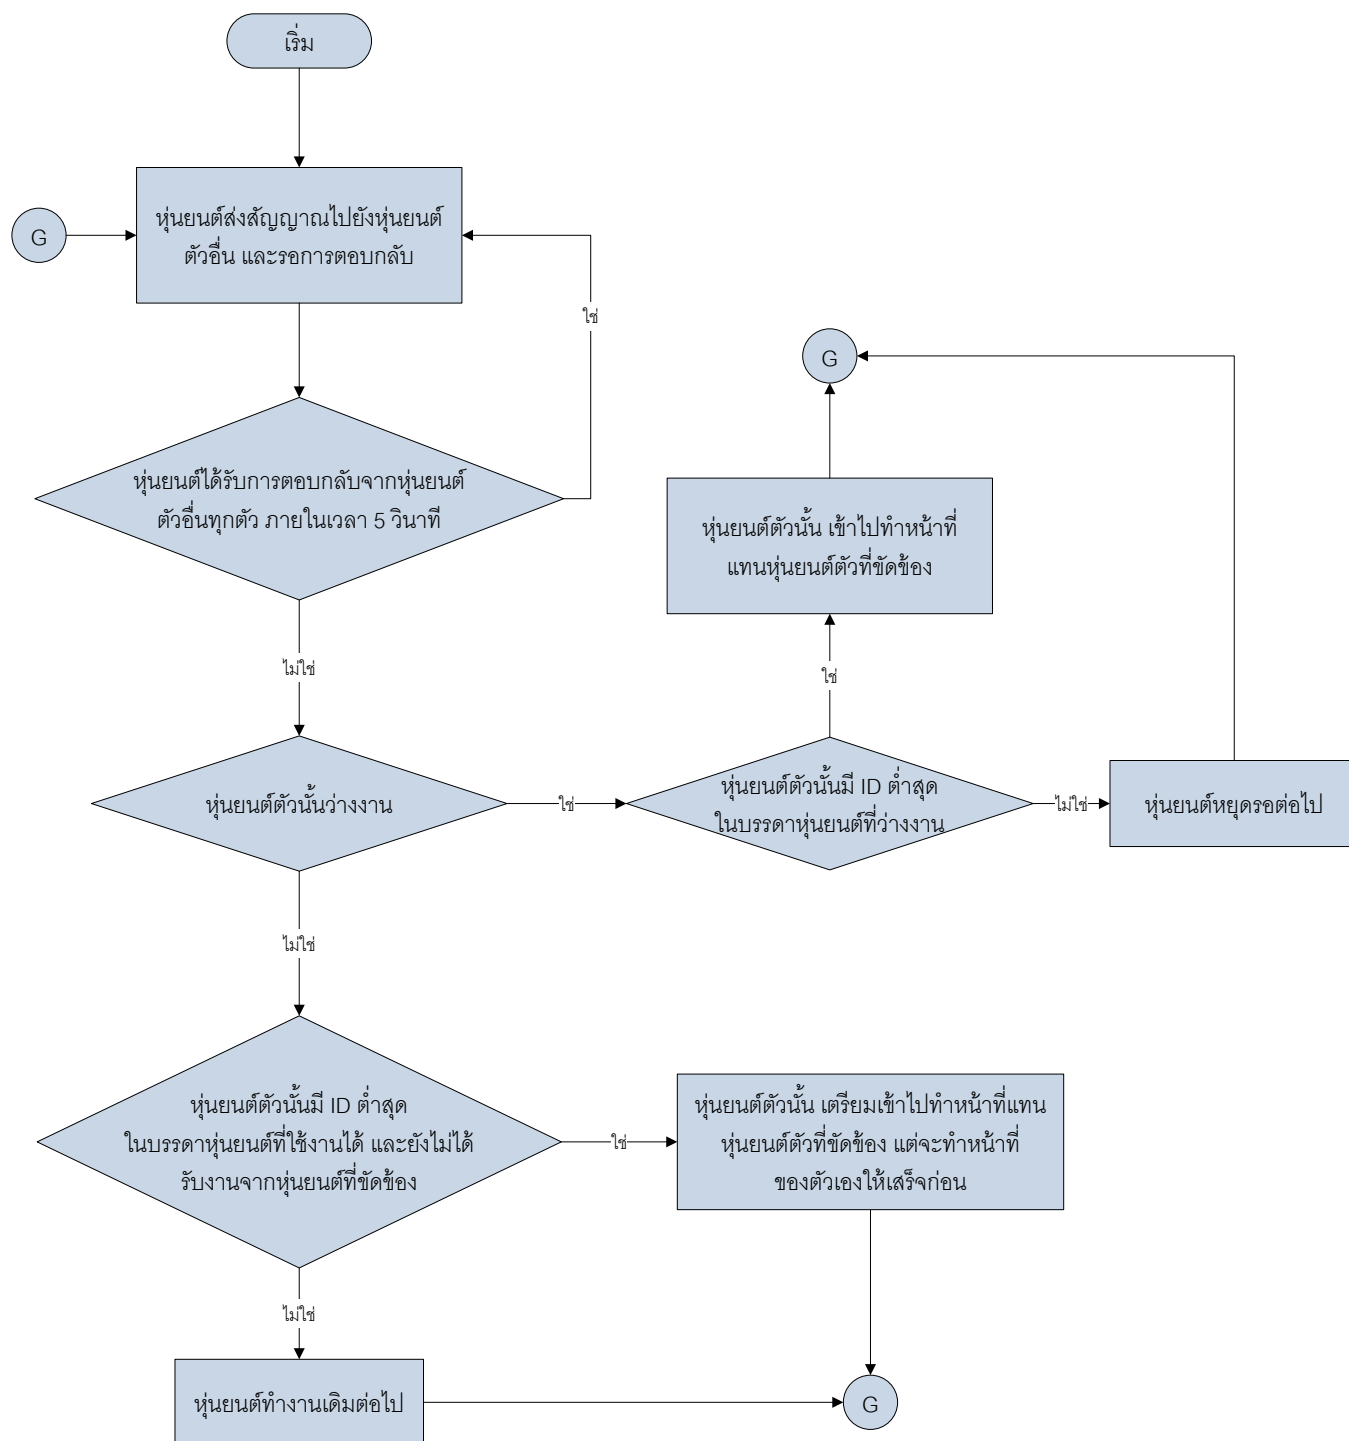 เริ่ม
หุ่นยนต์ส่งสัญญาณไปยังหุ่นยนต์
ตัวอื่น และรอการตอบกลับ
G
ใช่
G
หุ่นยนต์ได้รับการตอบกลับจากหุ่นยนต์
ตัวอื่นทุกตัว ภายในเวลา 5 วินาที
หุ่นยนต์ตัวนั้น เข้าไปทำหน้าที่
แทนหุ่นยนต์ตัวที่ขัดข้อง
ไม่ใช่
ใช่
หุ่นยนต์ตัวนั้นว่างงาน
ใช่
หุ่นยนต์ตัวนั้นมี ID ต่ำสุด
ในบรรดาหุ่นยนต์ที่ว่างงาน
ไม่ใช่
หุ่นยนต์หยุดรอต่อไป
ไม่ใช่
หุ่นยนต์ตัวนั้นมี ID ต่ำสุด
ในบรรดาหุ่นยนต์ที่ใช้งานได้ และยังไม่ได้
รับงานจากหุ่นยนต์ที่ขัดข้อง
ใช่
หุ่นยนต์ตัวนั้น เตรียมเข้าไปทำหน้าที่แทน
หุ่นยนต์ตัวที่ขัดข้อง แต่จะทำหน้าที่
ของตัวเองให้เสร็จก่อน
ไม่ใช่
หุ่นยนต์ทำงานเดิมต่อไป
G